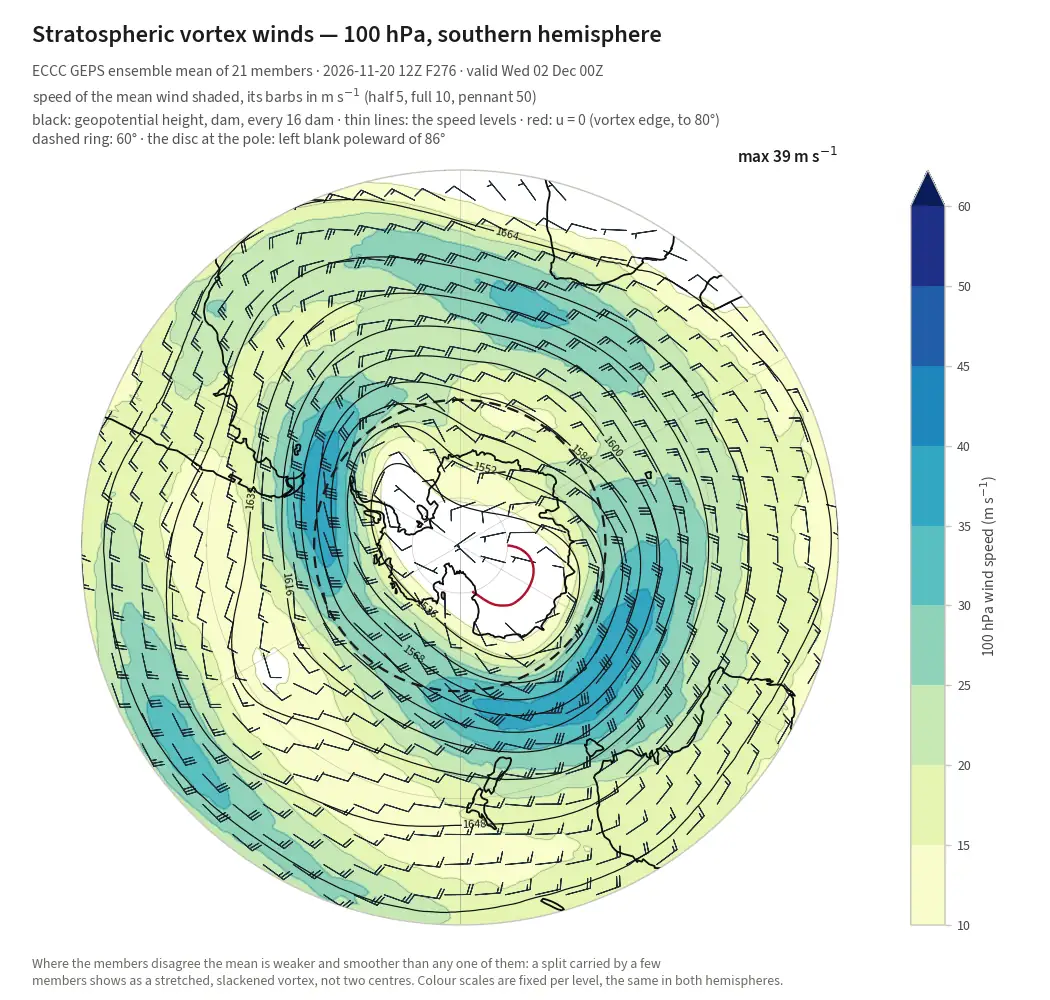 Stratospheric vortex winds — 100 hPa, southern hemisphere
ECCC GEPS ensemble mean of 21 members · 2026-11-20 12Z F276 · valid Wed 02 Dec 00Z
speed of the mean wind shaded, its barbs in m s⁻¹ (half 5, full 10, pennant 50)
black: geopotential height, dam, every 16 dam · thin lines: the speed levels · red: u = 0 (vortex edge, to 80°)
dashed ring: 60° · the disc at the pole: left blank poleward of 86°
max 39 m s⁻¹
1664
1600
1584
1552
1632
1616
1536
1568
1648
60
50
45
40
35
30
25
20
15
10
100 hPa wind speed (m s⁻¹)
Where the members disagree the mean is weaker and smoother than any one of them: a split carried by a few
members shows as a stretched, slackened vortex, not two centres. Colour scales are fixed per level, the same in both hemispheres.